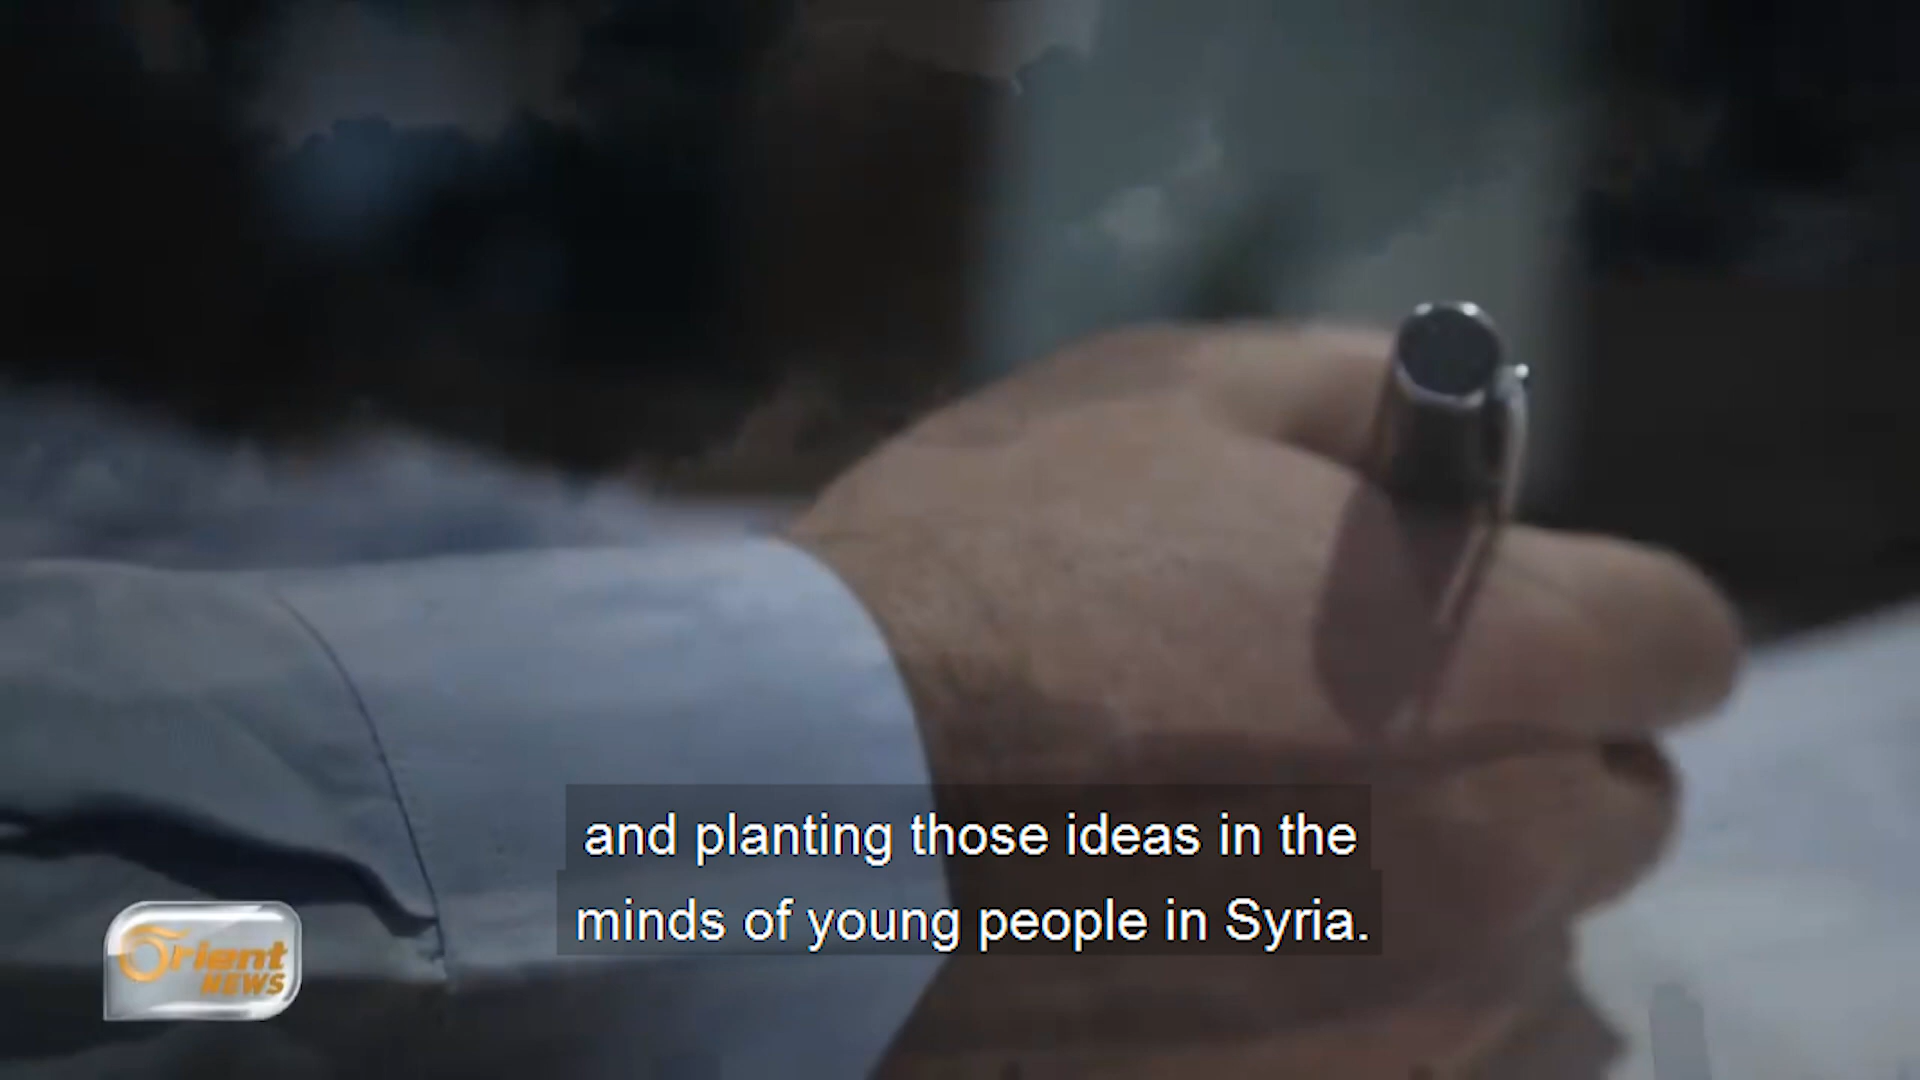 and planting those ideas in the
minds of young people in Syria.
Orient
NEWS